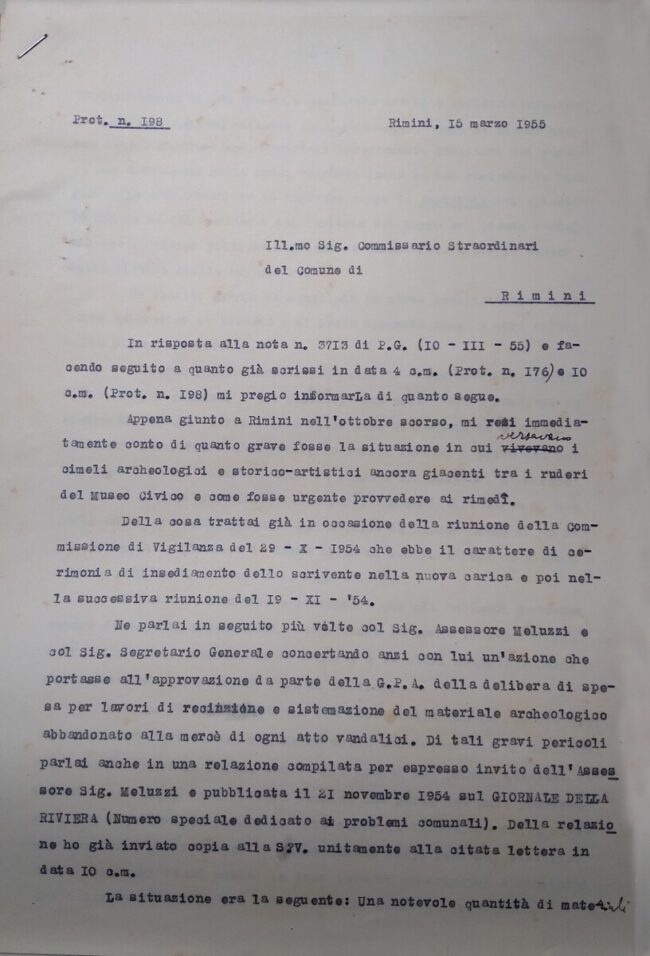 Prot. n. 198
Rimini, 15 marzo 1955
Ill.mo Sig. Commissario Straordinari
del Comune di
Rimini
In risposta alla nota n. 3713 di P.G. (10 - III - 55) e fa-
cendo seguito a quanto già scrissi in data 4 c.m. (Prot. n. 176) e 10
c.m. (Prot. n. 198) mi pregio informarLa di quanto segue.
Appena giunto a Rimini nell'ottobre scorso, mi resi immedia-
versavano
tamente conto di quanto grave fosse la situazione in cui vivevano i
cimeli archeologici e storico-artistici ancora giacenti tra i ruderi
del Museo Civico e come fosse urgente provvedere ai rimedî.
Della cosa trattai già in occasione della riunione della Com-
missione di Vigilanza del 29 - X - 1954 che ebbe il carattere di ce-
rimonia di insediamento dello scrivente nella nuova carica e poi nel-
la successiva riunione del 19 - XI - '54.
Ne parlai in seguito più volte col Sig. Assessore Meluzzi e
col Sig. Segretario Generale concertando anzi con lui un'azione che
portasse all'approvazione da parte della G.P.A. della delibera di spe-
sa per lavori di recinzione e sistemazione del materiale archeologico
abbandonato alla mercè di ogni atto vandalici. Di tali gravi pericoli
parlai anche in una relazione compilata per espresso invito dell'Asses
sore Sig. Meluzzi e pubblicata il 21 novembre 1954 sul GIORNALE DELLA
RIVIERA (Numero speciale dedicato ai problemi comunali). Della relazio
ne ho già inviato copia alla S.V. unitamente alla citata lettera in
data 10 c.m.
La situazione era la seguente: Una notevole quantità di materiali